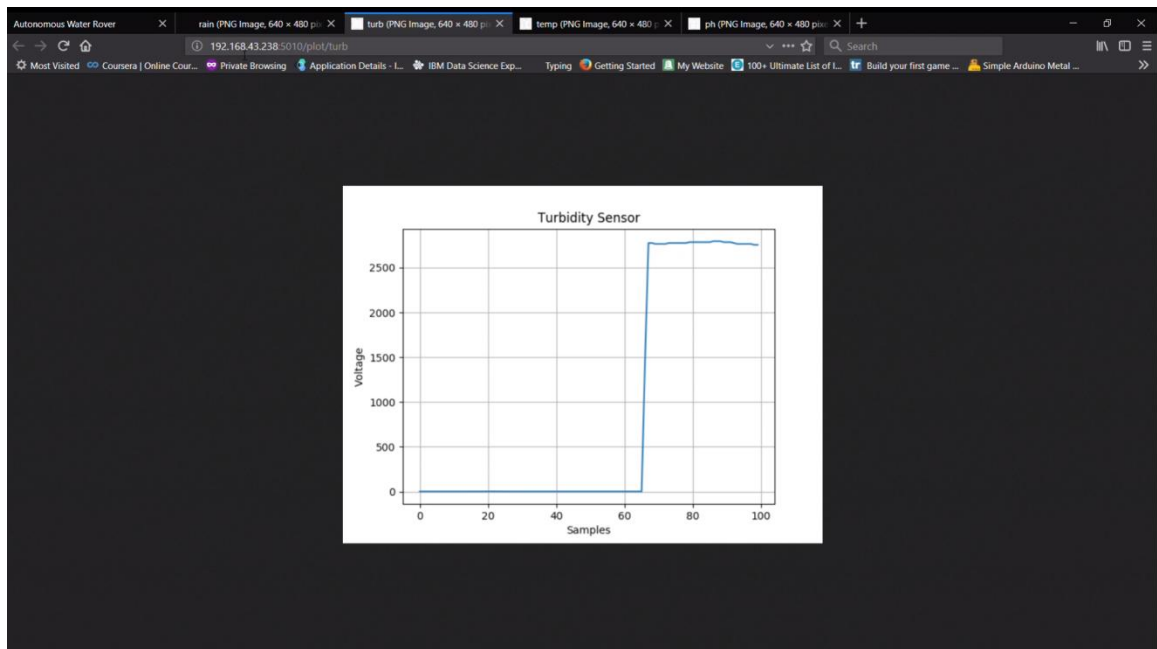 Autonomous Water Rover
rain (PNG Image, 640 × 480 pi
turb (PNG Image, 640 × 480 pi
temp (PNG Image, 640 × 480 p
ph (PNG Image, 640 × 480 pixe
192.168.43.238:5010/plot/turb
Search
Most Visited
Coursera | Online Cour...
Private Browsing
Application Details - I...
IBM Data Science Exp...
Typing
Getting Started
My Website
100+ Ultimate List of I...
Build your first game ...
Simple Arduino Metal ...
Turbidity Sensor
2500
2000
1500
1000
500
0
Voltage
0 20 40 60 80 100
Samples